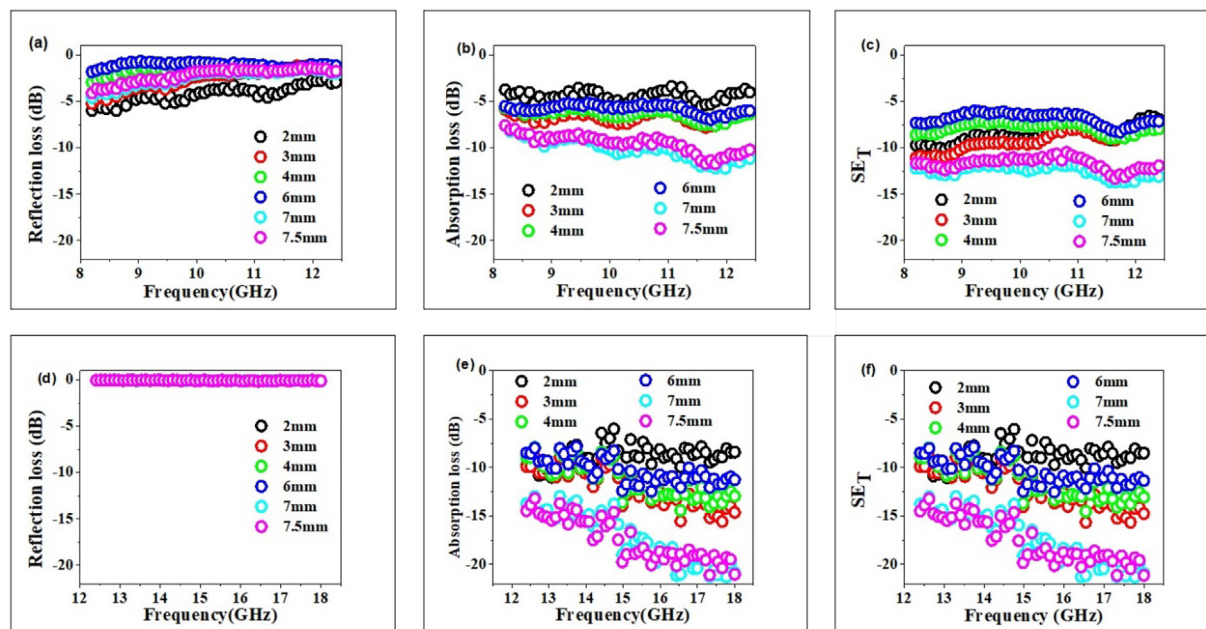 (a)
Reflection loss (dB)
0
-5
-10
-15
-20
2mm
3mm
4mm
6mm
7mm
7.5mm
8 9 10 11 12
Frequency(GHz)
(b)
Absorption loss (dB)
0
-5
-10
-15
-20
2mm 6mm
3mm 7mm
4mm 7.5mm
8 9 10 11 12
Frequency(GHz)
(c)
SET
0
-5
-10
-15
-20
2mm 6mm
3mm 7mm
4mm 7.5mm
8 9 10 11 12
Frequency (GHz)
(d)
Reflection loss (dB)
0
-5
-10
-15
-20
2mm
3mm
4mm
6mm
7mm
7.5mm
12 13 14 15 16 17 18
Frequency(GHz)
(e)
Absorption loss (dB)
0
-5
-10
-15
-20
2mm 6mm
3mm 7mm
4mm 7.5mm
12 13 14 15 16 17 18
Frequency(GHz)
(f)
SET
0
-5
-10
-15
-20
2mm 6mm
3mm 7mm
4mm 7.5mm
12 13 14 15 16 17 18
Frequency(GHz)